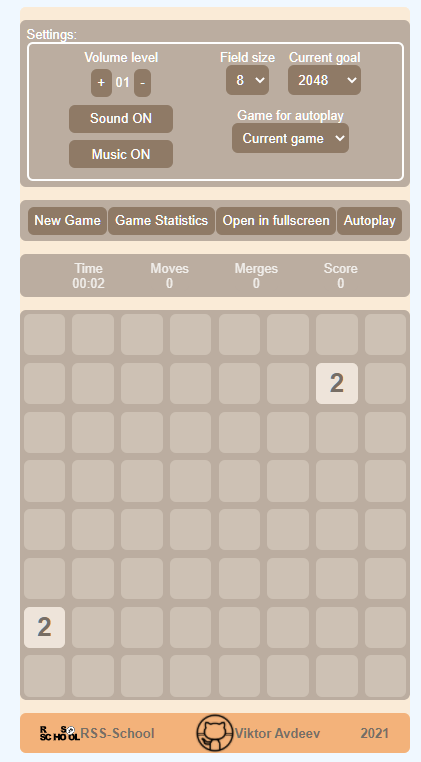 Settings:
Volume level
+ 01 -
Sound ON
Music ON
Field size Current goal
8 2048
Game for autoplay
Current game
New Game Game Statistics Open in fullscreen Autoplay
Time Moves Merges Score
00:02 0 0 0
2
2
RS SCHOOL RSS-School Viktor Avdeev 2021